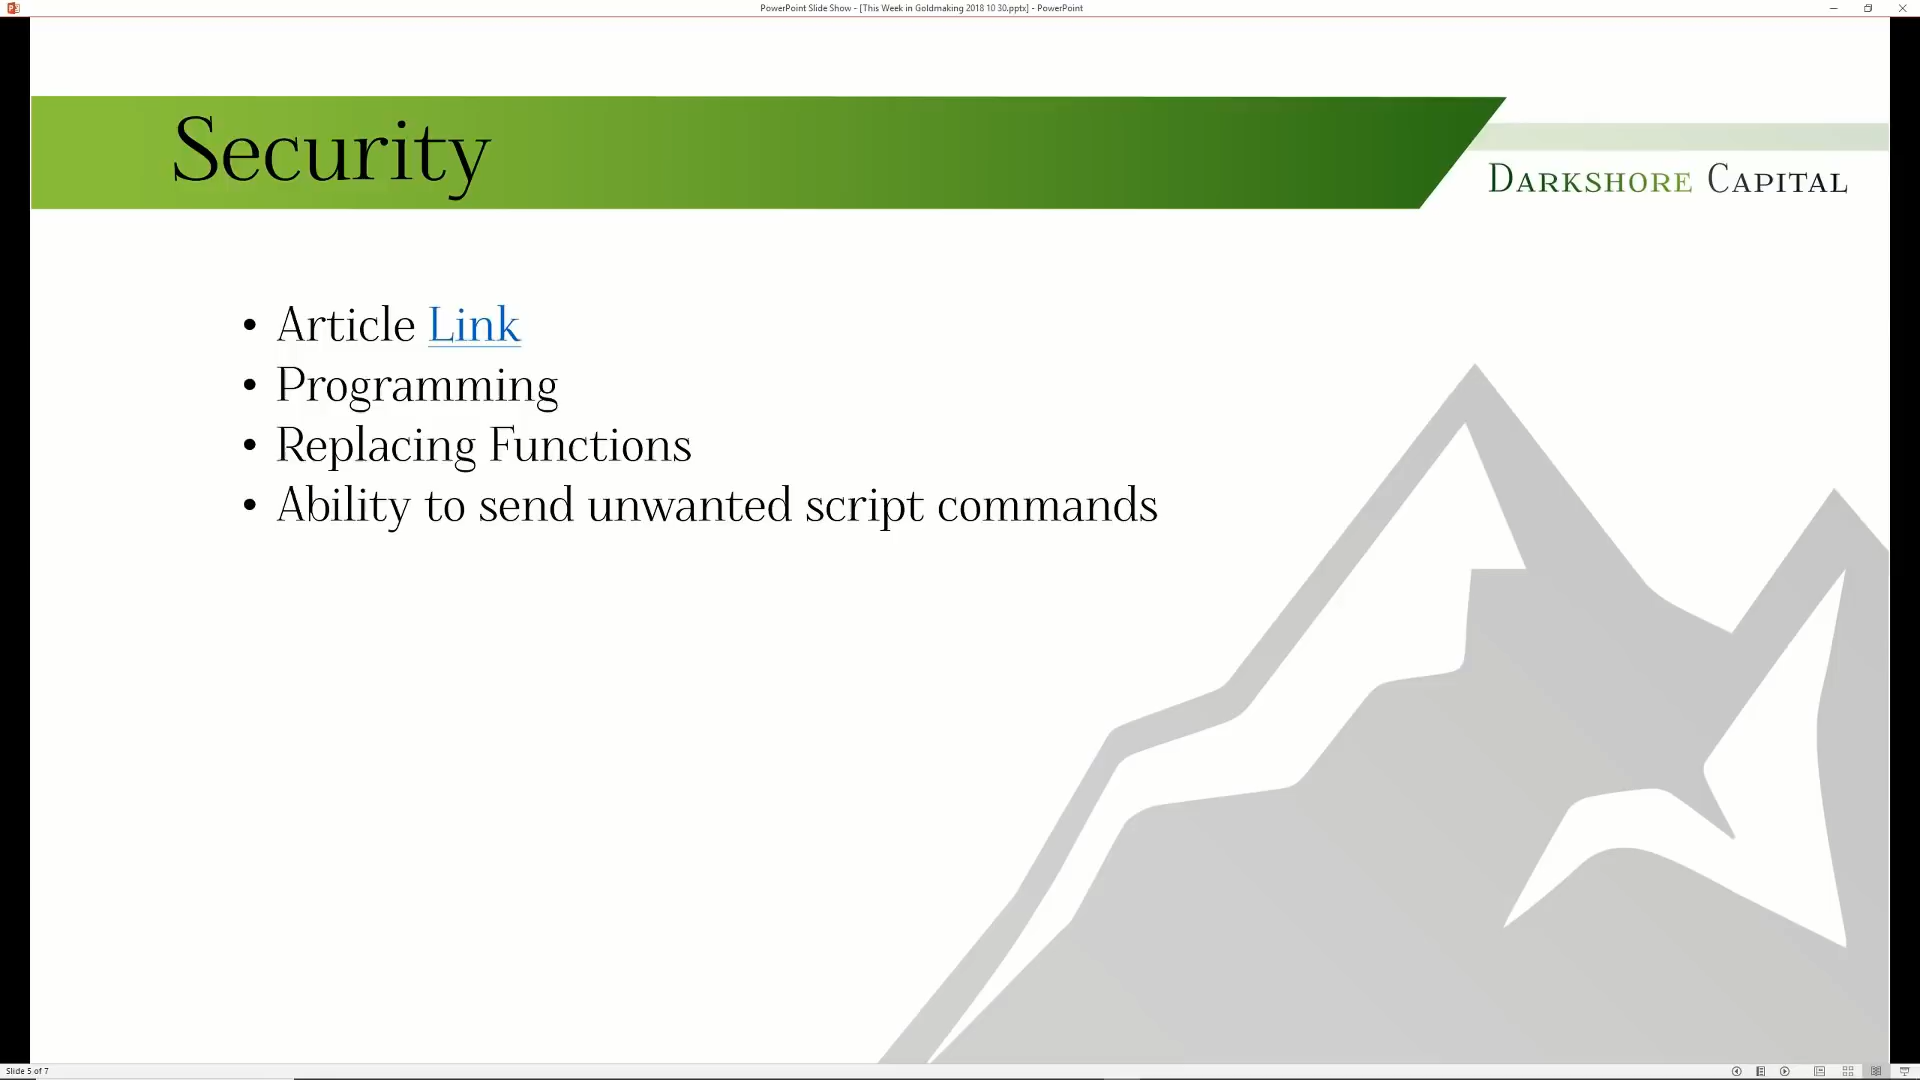 PowerPoint Slide Show - [This Week in Goldmaking 2018 10 30.pptx] - PowerPoint
Security
DARKSHORE CAPITAL
• Article Link
• Programming
• Replacing Functions
• Ability to send unwanted script commands
Slide 5 of 7